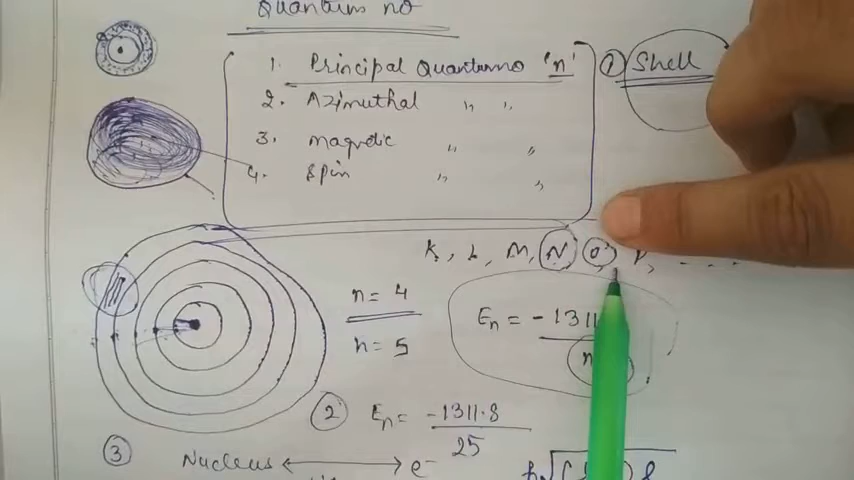 Quantum no
1. Principal Quantum no 'n'
① Shell
2. Azimuthal " "
3. magnetic " "
4. spin " "
K, L, M, N, O,
n = 4
n = 5
En = -1311
n
② En = -1311.8
25
③ Nucleus ⟷ e-